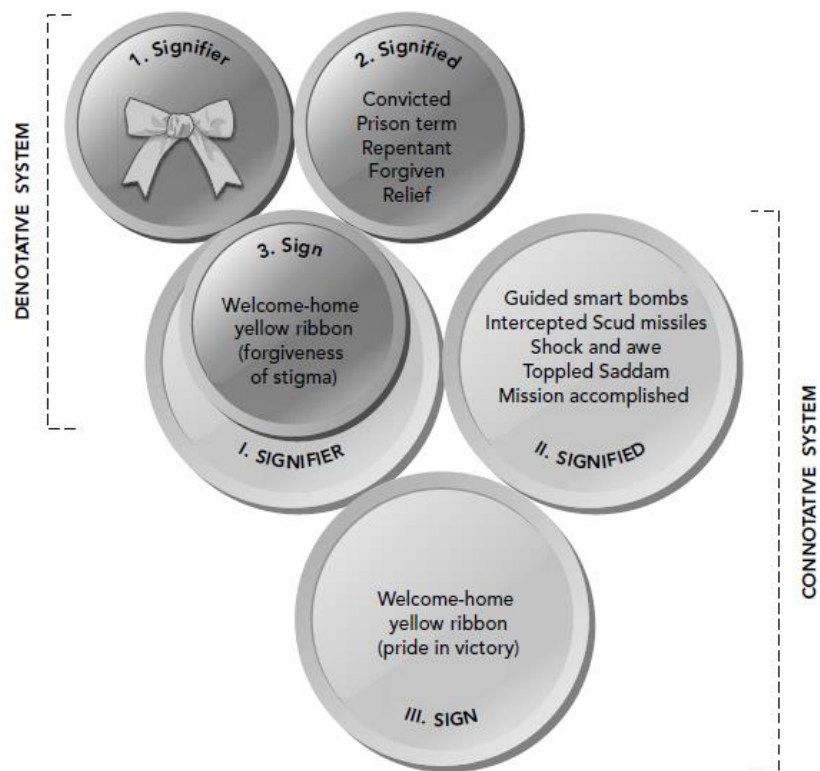 DENOTATIVE SYSTEM
1. Signifier
2. Signified
Convicted
Prison term
Repentant
Forgiven
Relief
3. Sign
Welcome-home
yellow ribbon
(forgiveness
of stigma)
I. SIGNIFIER
Guided smart bombs
Intercepted Scud missiles
Shock and awe
Toppled Saddam
Mission accomplished
II. SIGNIFIED
Welcome-home
yellow ribbon
(pride in victory)
III. SIGN
CONNOTATIVE SYSTEM